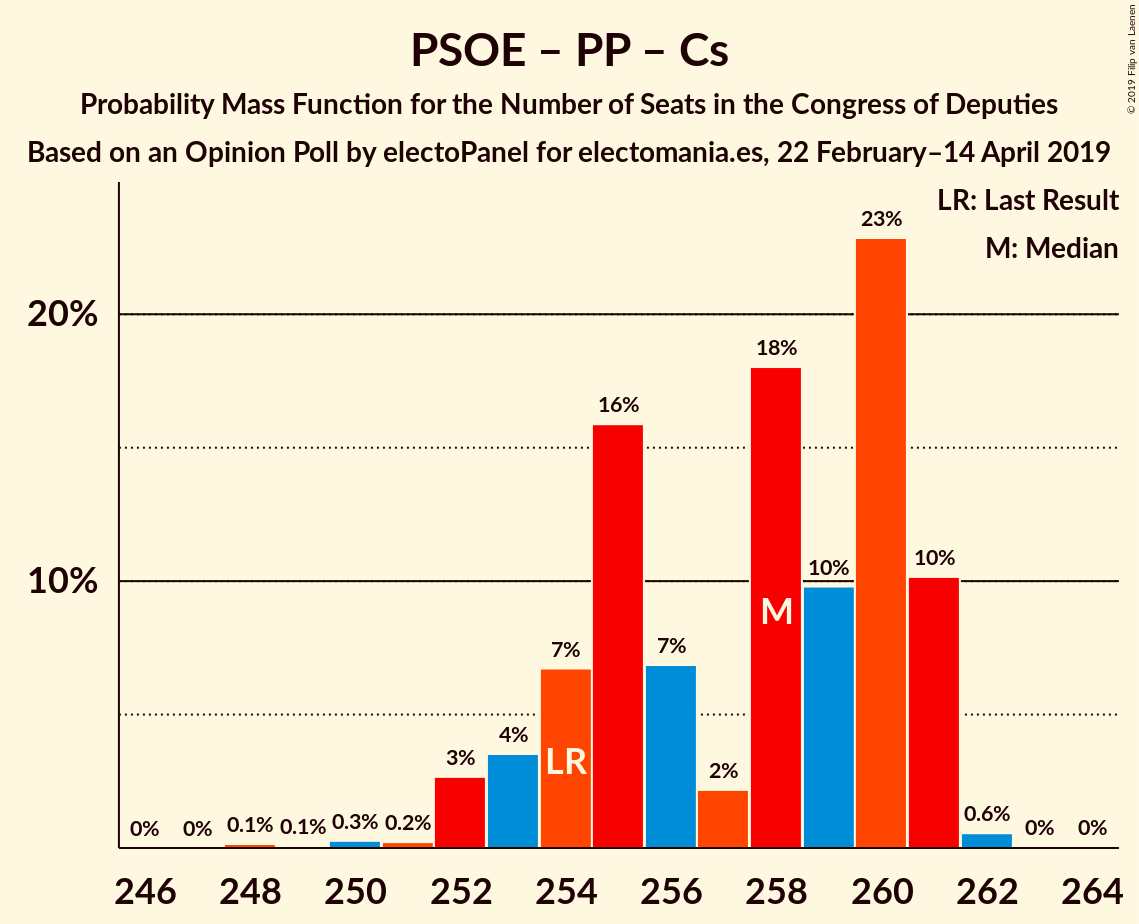 PSOE – PP – Cs
Probability Mass Function for the Number of Seats in the Congress of Deputies
Based on an Opinion Poll by electoPanel for electomania.es, 22 February–14 April 2019
© 2019 Filip van Laenen
LR: Last Result
M: Median
20%
10%
0%
0%
0.1%
0.1%
0.3%
0.2%
3%
4%
7%
16%
7%
2%
18%
10%
23%
10%
0.6%
0%
0%
LR
M
246 248 250 252 254 256 258 260 262 264